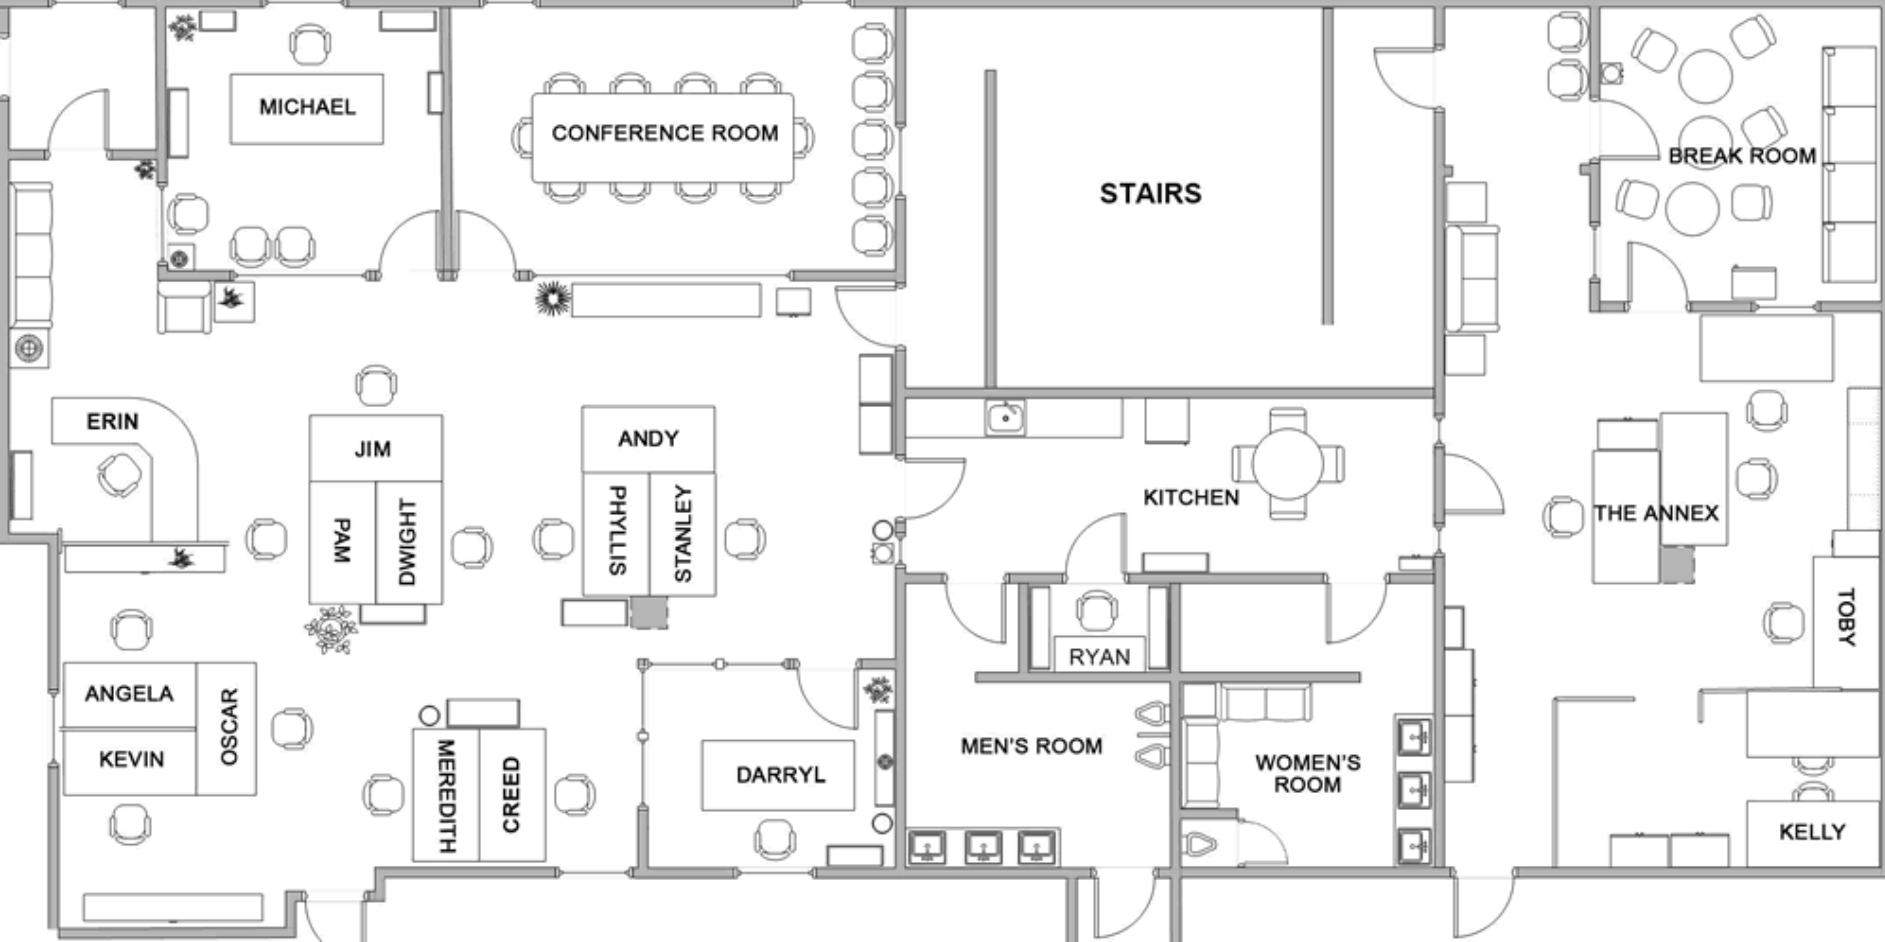 MICHAEL
CONFERENCE ROOM
STAIRS
BREAK ROOM
ERIN
JIM
PAM
DWIGHT
ANDY
PHYLLIS
STANLEY
KITCHEN
THE ANNEX
TOBY
RYAN
ANGELA
KEVIN
OSCAR
MEREDITH
CREED
DARRYL
MEN'S ROOM
WOMEN'S
ROOM
KELLY